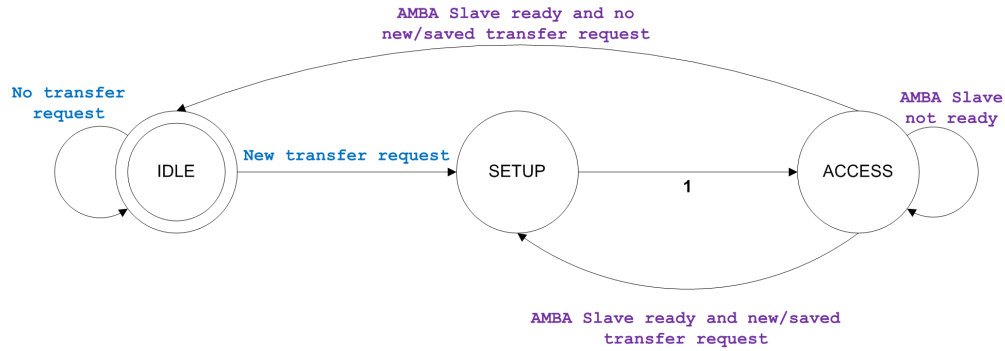 AMBA Slave ready and no
new/saved transfer request
No transfer
request
AMBA Slave
not ready
New transfer request
IDLE
SETUP
ACCESS
1
AMBA Slave ready and new/saved
transfer request